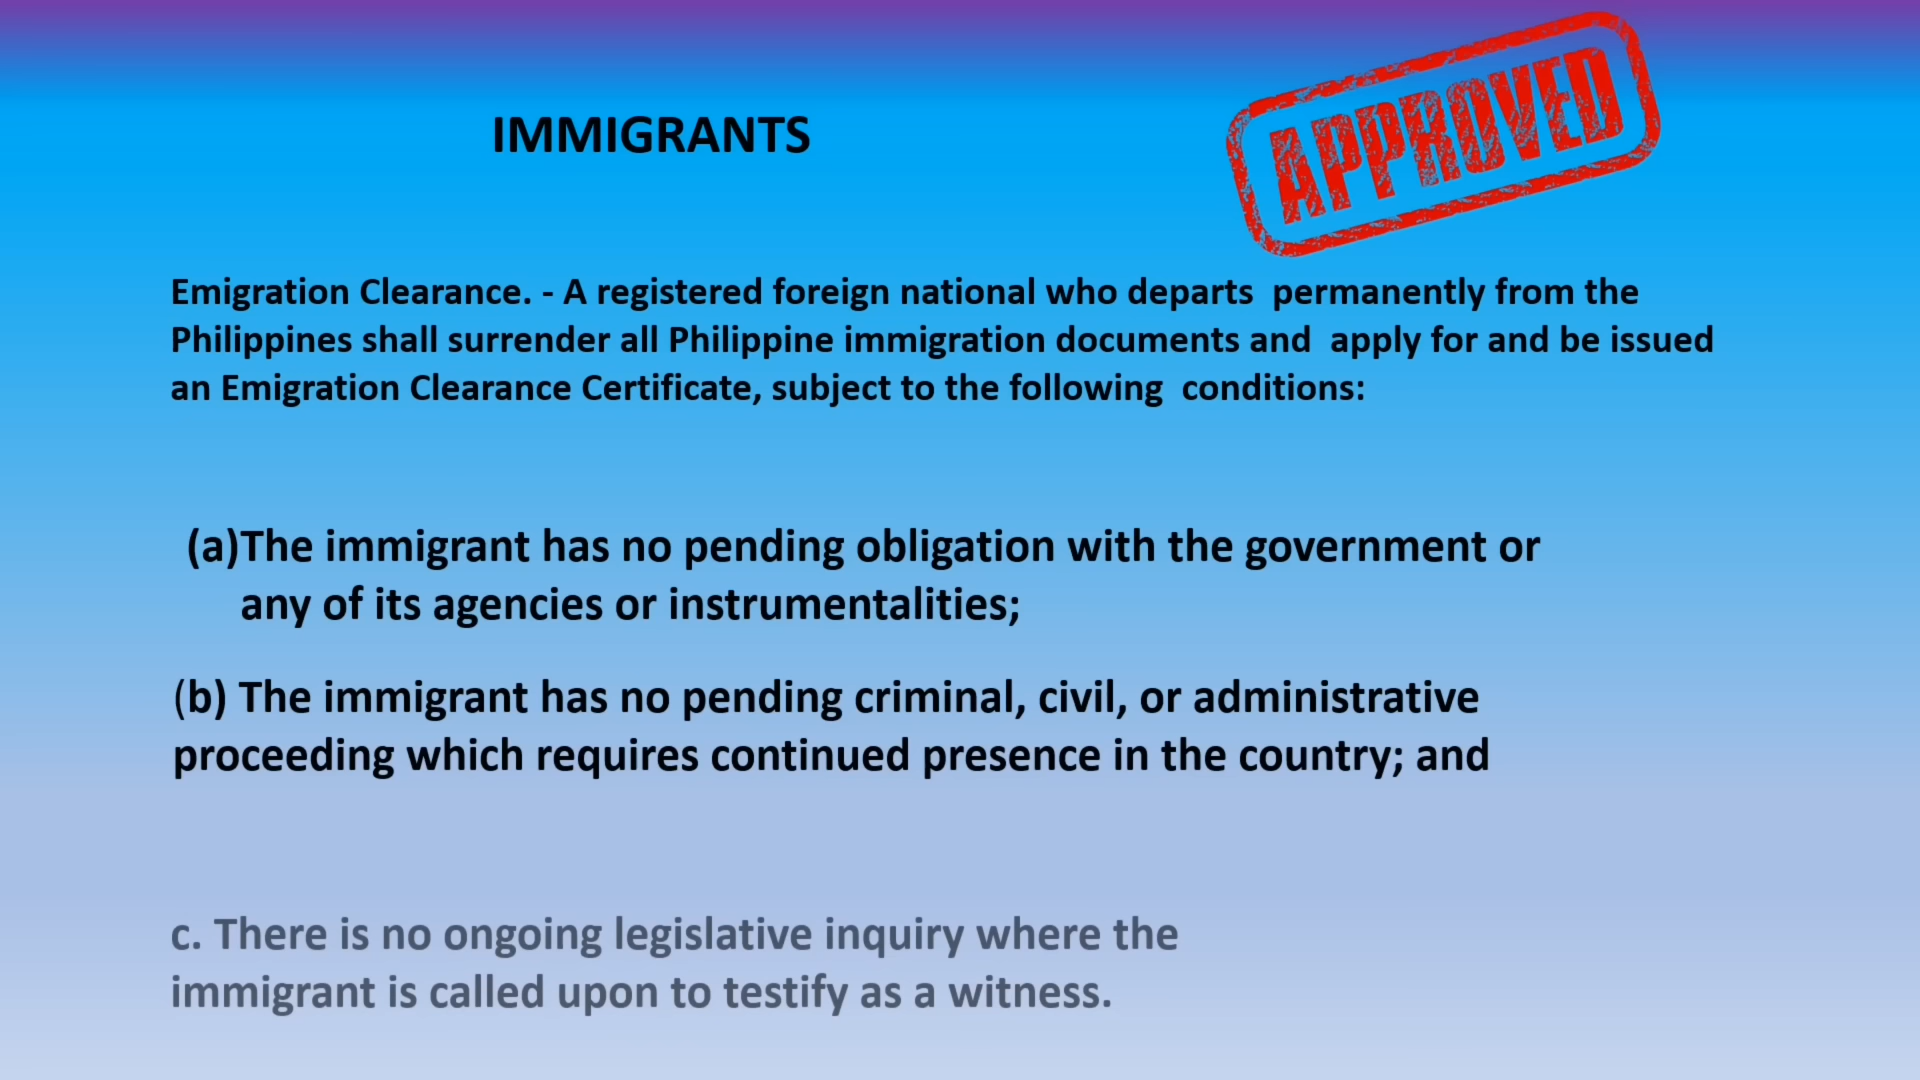 IMMIGRANTS
APPROVED
Emigration Clearance. - A registered foreign national who departs  permanently from the
Philippines shall surrender all Philippine immigration documents and  apply for and be issued
an Emigration Clearance Certificate, subject to the following  conditions:
(a)The immigrant has no pending obligation with the government or
any of its agencies or instrumentalities;
(b) The immigrant has no pending criminal, civil, or administrative
proceeding which requires continued presence in the country; and
c. There is no ongoing legislative inquiry where the
immigrant is called upon to testify as a witness.